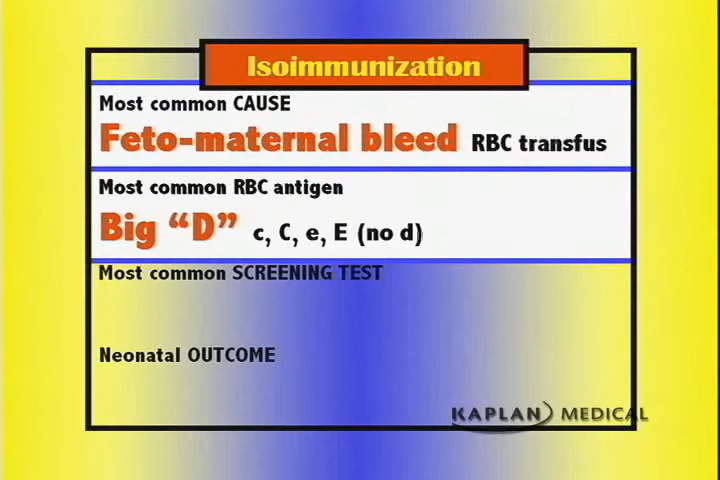 Isoimmunization
Most common CAUSE
Feto-maternal bleed RBC transfus
Most common RBC antigen
Big “D” c, C, e, E (no d)
Most common SCREENING TEST
Neonatal OUTCOME
KAPLAN MEDICAL